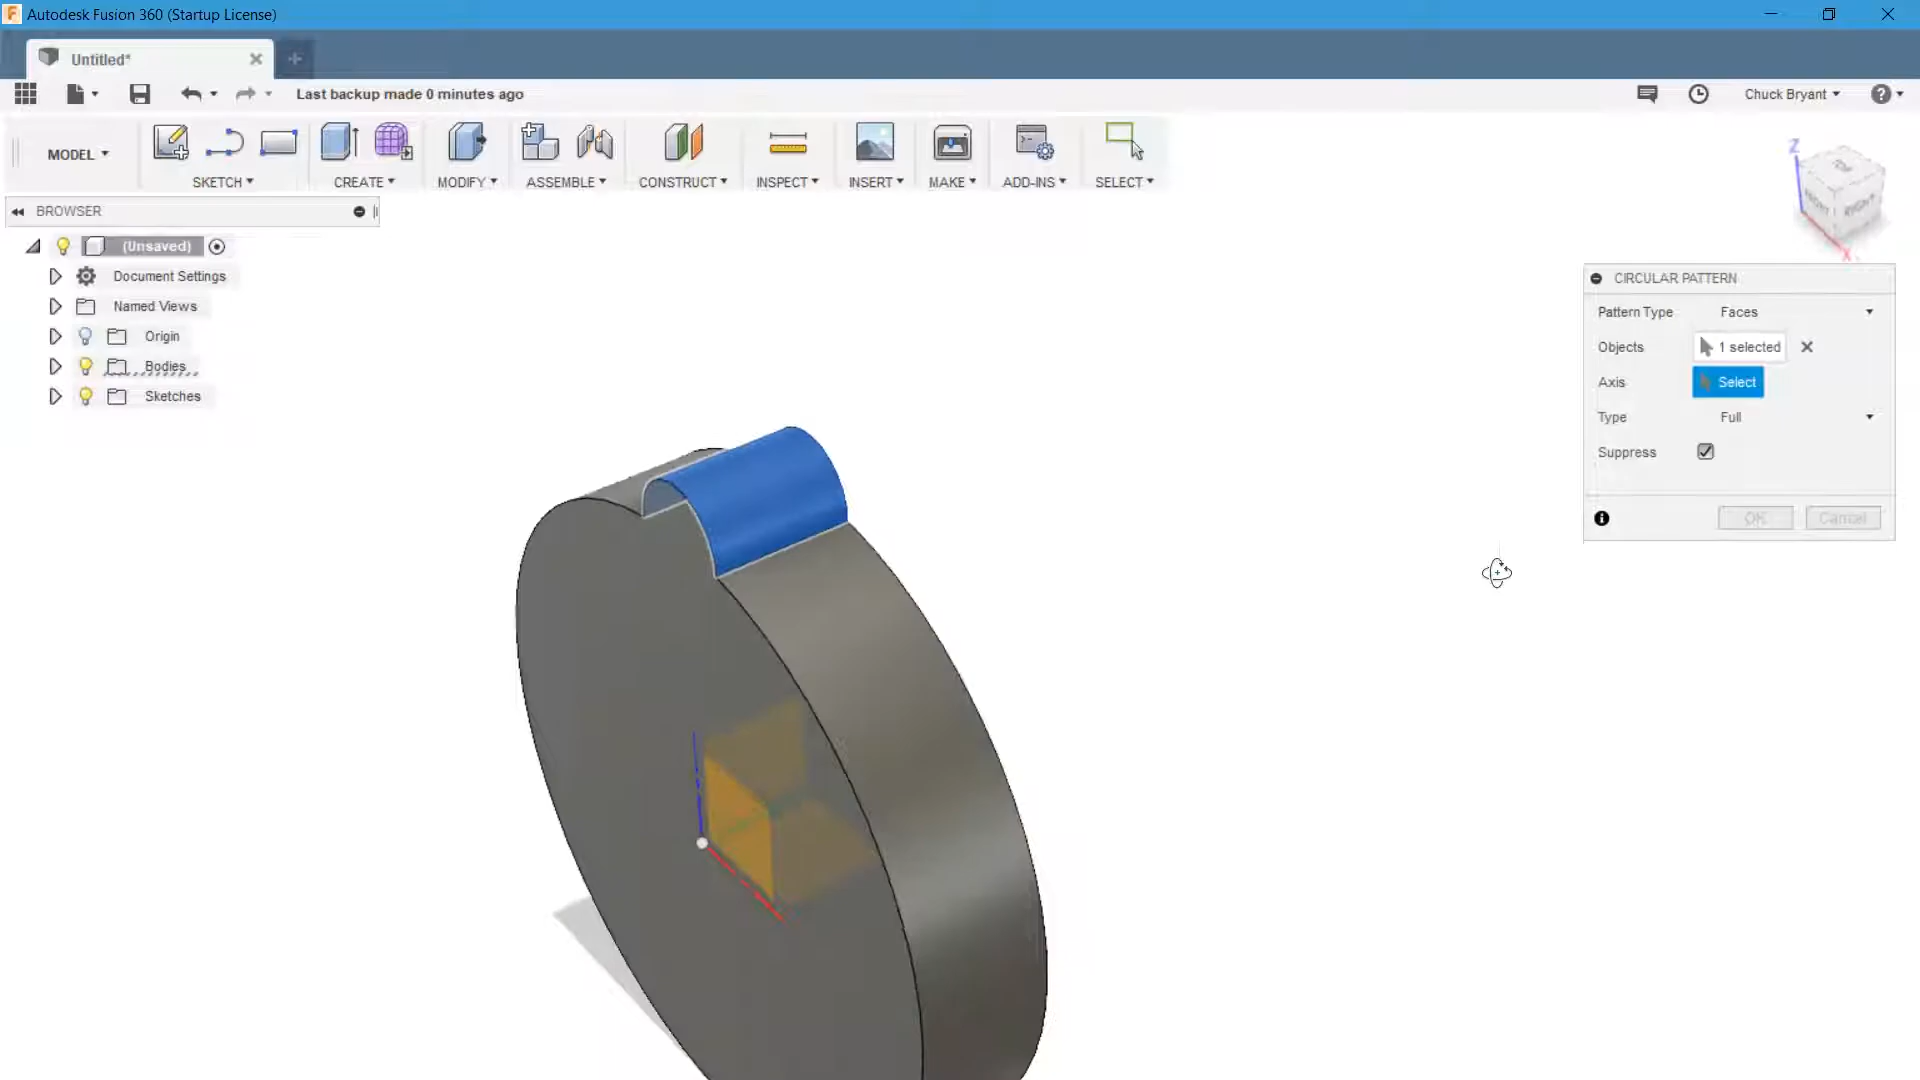 Autodesk Fusion 360 (Startup License)
Untitled*
Last backup made 0 minutes ago
Chuck Bryant
MODEL
SKETCH
CREATE
MODIFY
ASSEMBLE
CONSTRUCT
INSPECT
INSERT
MAKE
ADD-INS
SELECT
BROWSER
(Unsaved)
Document Settings
Named Views
Origin
Bodies
Sketches
Z
FRONT
RIGHT
X
CIRCULAR PATTERN
Pattern Type Faces
Objects 1 selected
Axis Select
Type Full
Suppress
OK Cancel